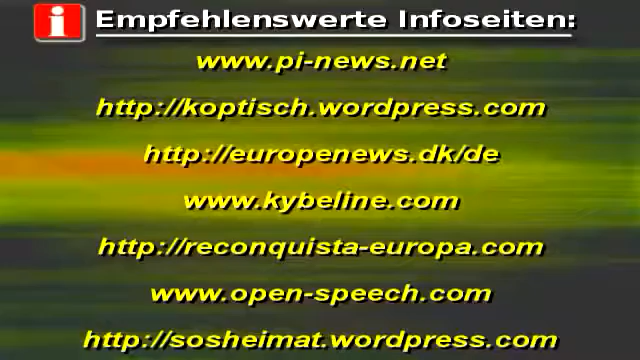 i Empfehlenswerte Infoseiten:
www.pi-news.net
http://koptisch.wordpress.com
http://europenews.dk/de
www.kybeline.com
http://reconquista-europa.com
www.open-speech.com
http://sosheimat.wordpress.com